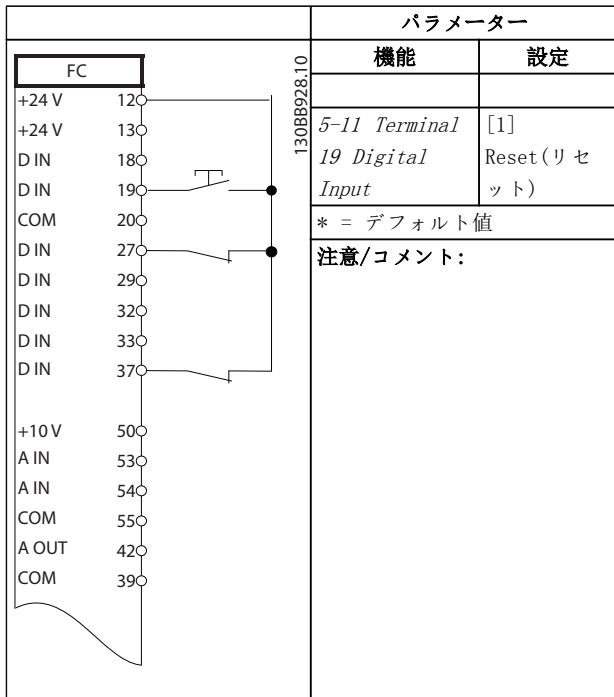 パラメーター
機能 設定
5-11 Terminal 19 Digital Input
[1] Reset(リセット)
* = デフォルト値
注意/コメント:
FC
+24 V 12
+24 V 13
D IN 18
D IN 19
COM 20
D IN 27
D IN 29
D IN 32
D IN 33
D IN 37
+10 V 50
A IN 53
A IN 54
COM 55
A OUT 42
COM 39
130BB928.10